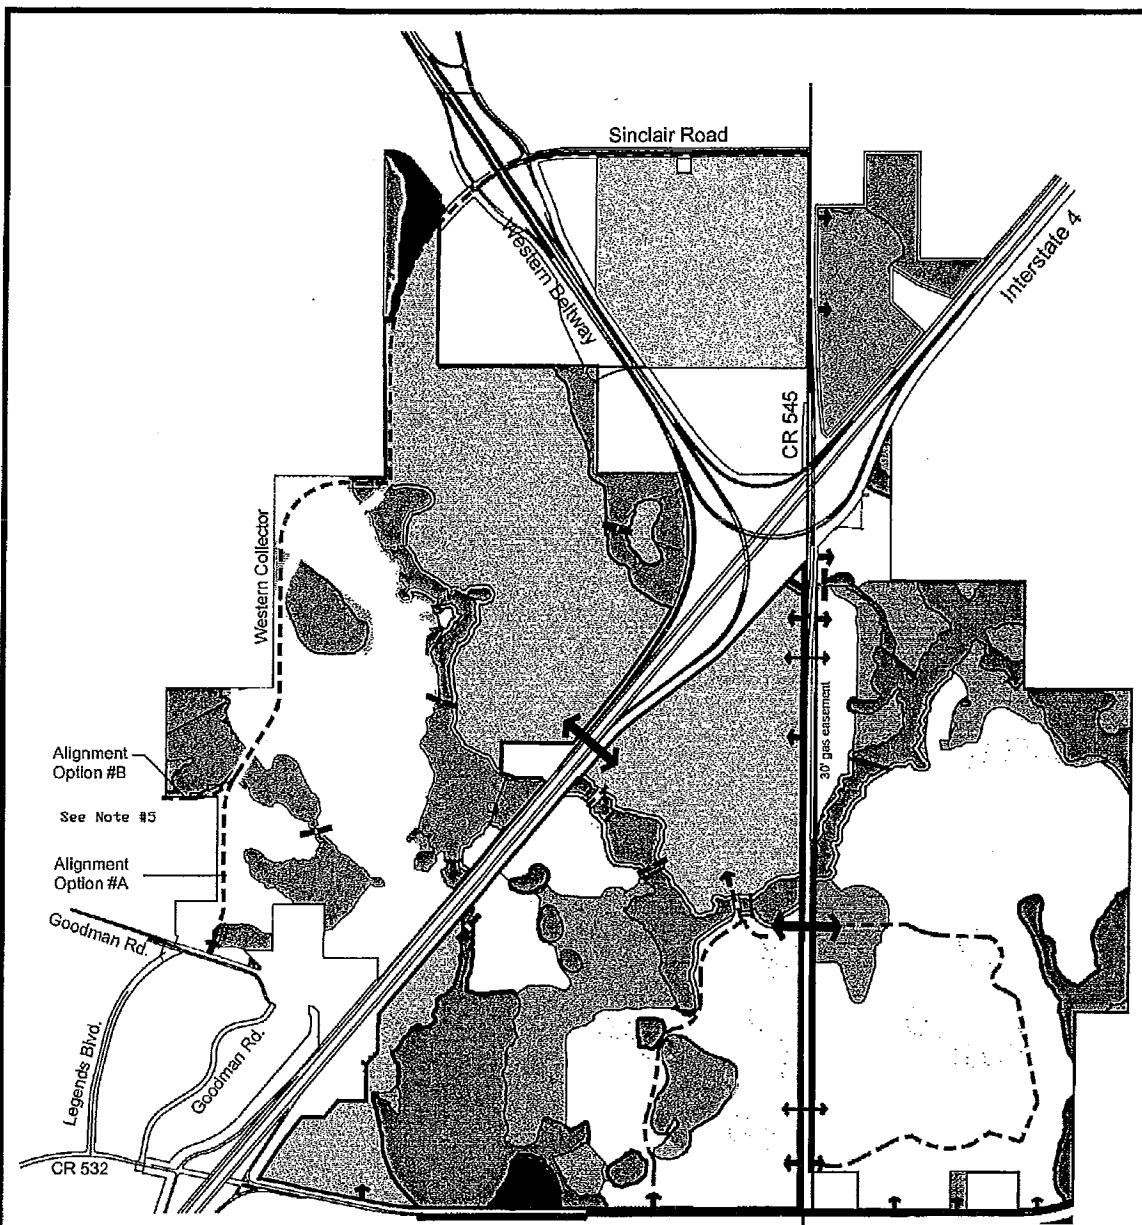 Sinclair Road
Western Beltway
Interstate 4
CR 545
Western Collector
30' gas easement
Alignment
Option #B
See Note #5
Alignment
Option #A
Goodman Rd.
Legends Blvd.
Goodman Rd.
CR 532